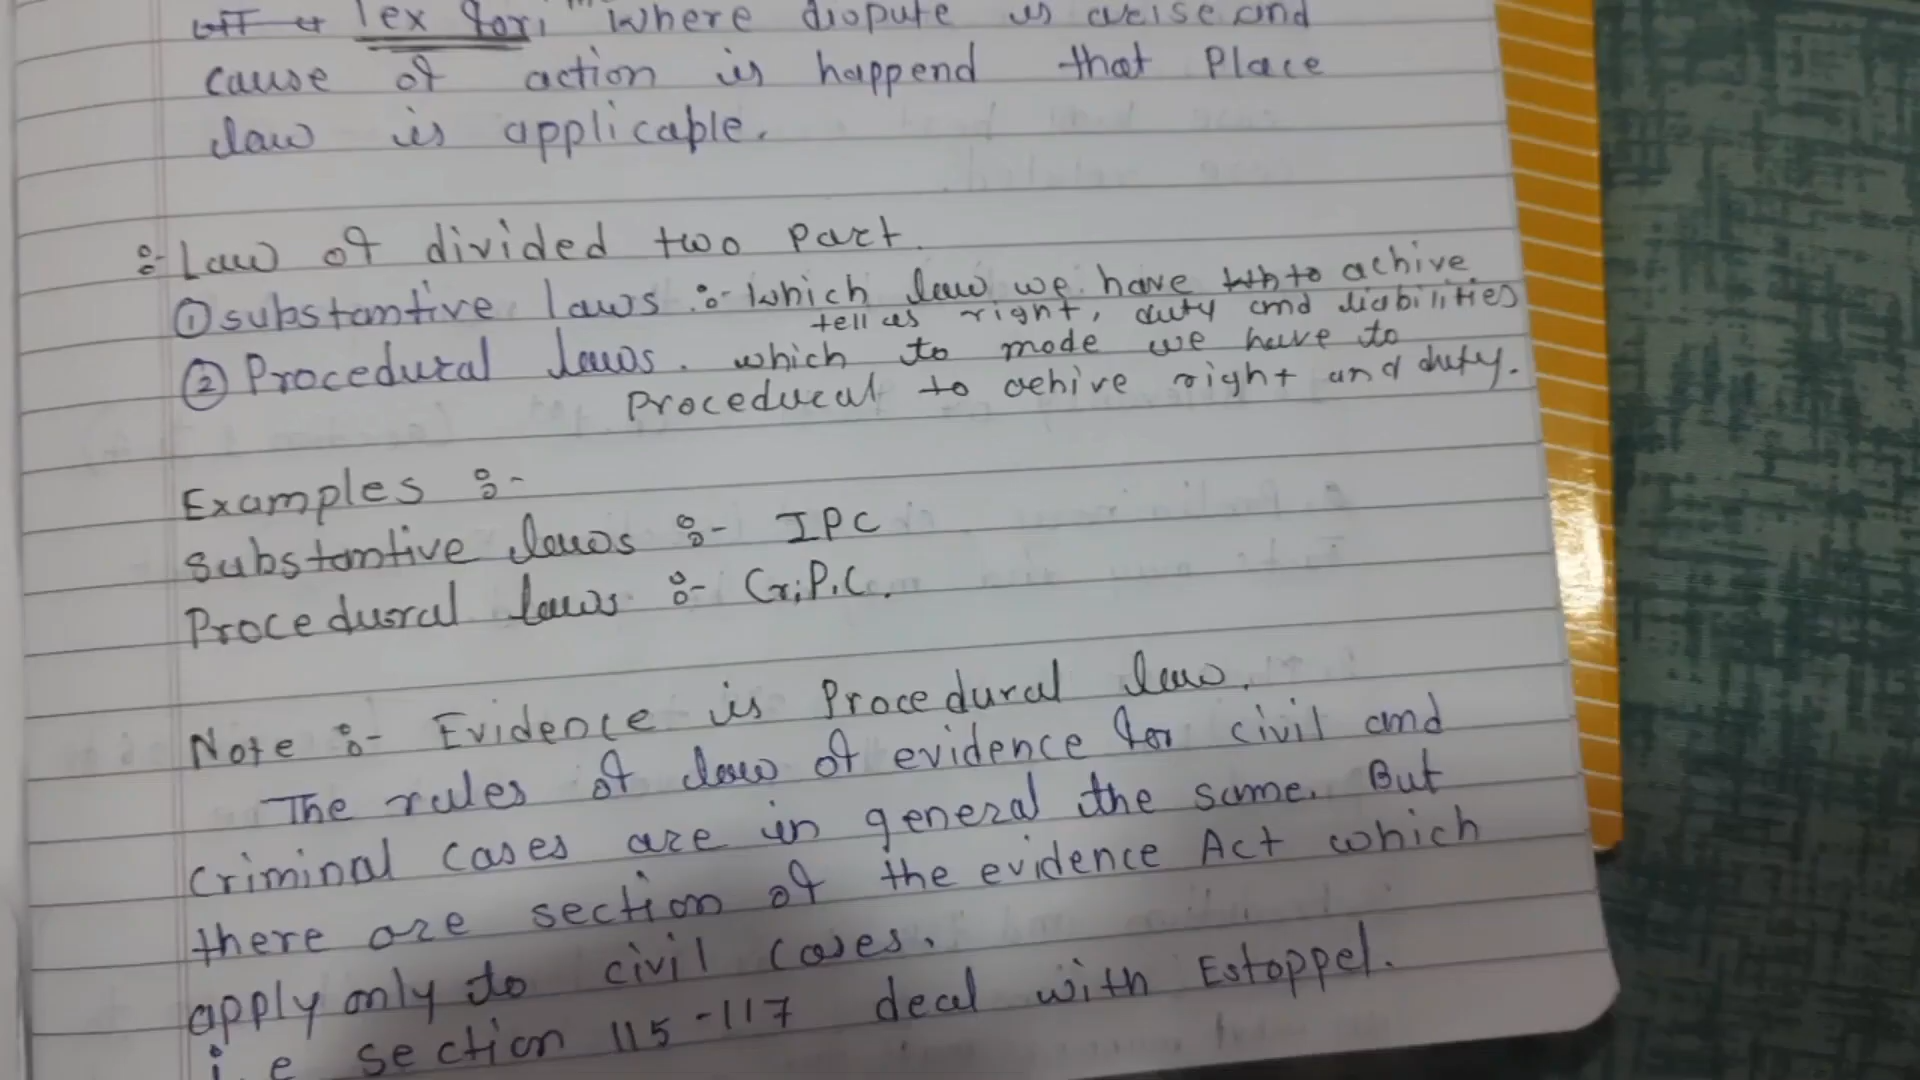 lex fori, where dispute is arise and
cause of action is happend that Place
law is applicable.
:- Law of divided two part.
① substantive laws :- which law we have to achive
tell us right, duty and liabilities
② Procedural laws. which to mode we have to
Procedural to achive right and duty.
Examples :-
substantive laws :- IPC
Procedural laws :- Cr.P.C.
Note :- Evidence is Procedural law.
The rules of law of evidence for civil and
criminal cases are in general the same. But
there are section of the evidence Act which
apply only to civil cases.
i.e section 115-117 deal with Estoppel.